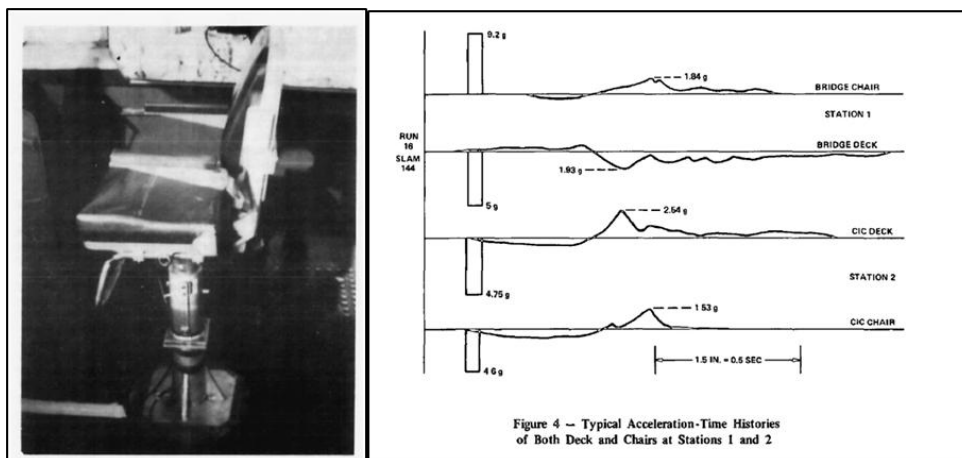 9.2 g
1.84 g
BRIDGE CHAIR
STATION 1
RUN
16
SLAM
144
BRIDGE DECK
1.93 g
5 g
2.54 g
CIC DECK
STATION 2
4.75 g
1.53 g
CIC CHAIR
1.5 IN. = 0.5 SEC
4 6 g
Figure 4 — Typical Acceleration-Time Histories
of Both Deck and Chairs at Stations 1 and 2